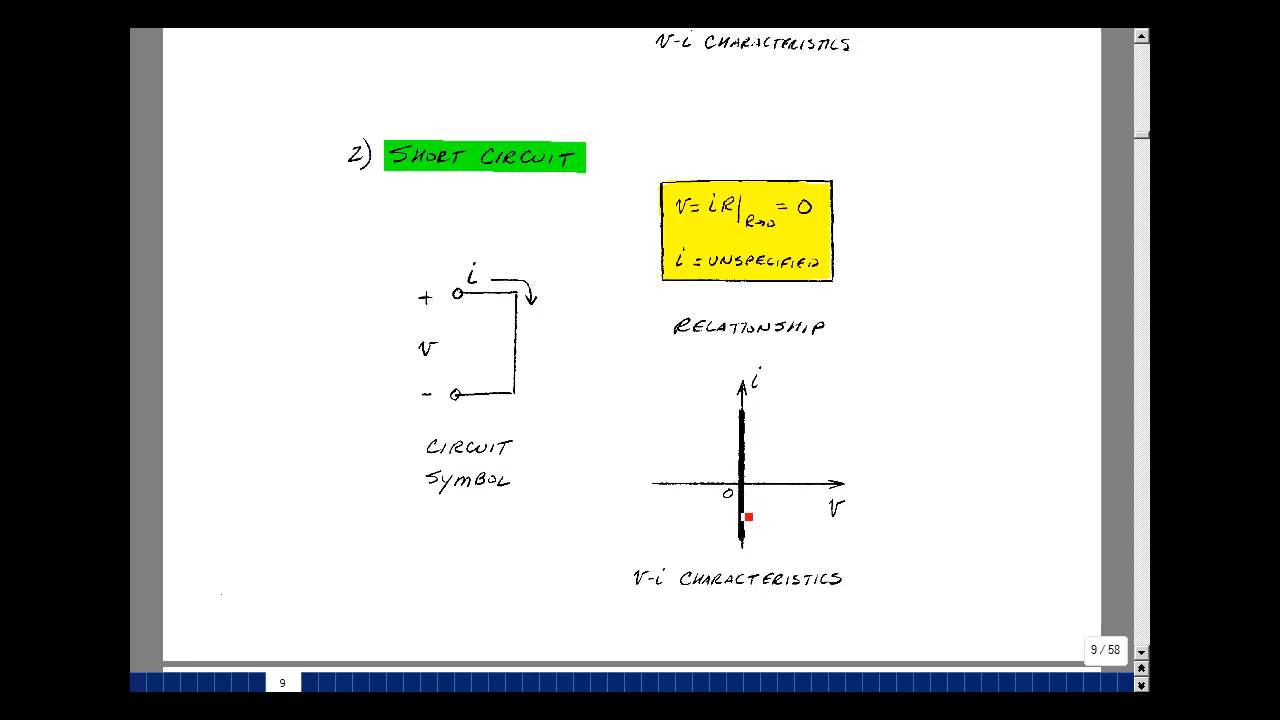 v-i CHARACTERISTICS
2) SHORT CIRCUIT
v = iR|R→0 = 0
i = UNSPECIFIED
i
+
v
-
RELATIONSHIP
i
CIRCUIT
SYMBOL
0
v
v-i CHARACTERISTICS
9 / 58
9